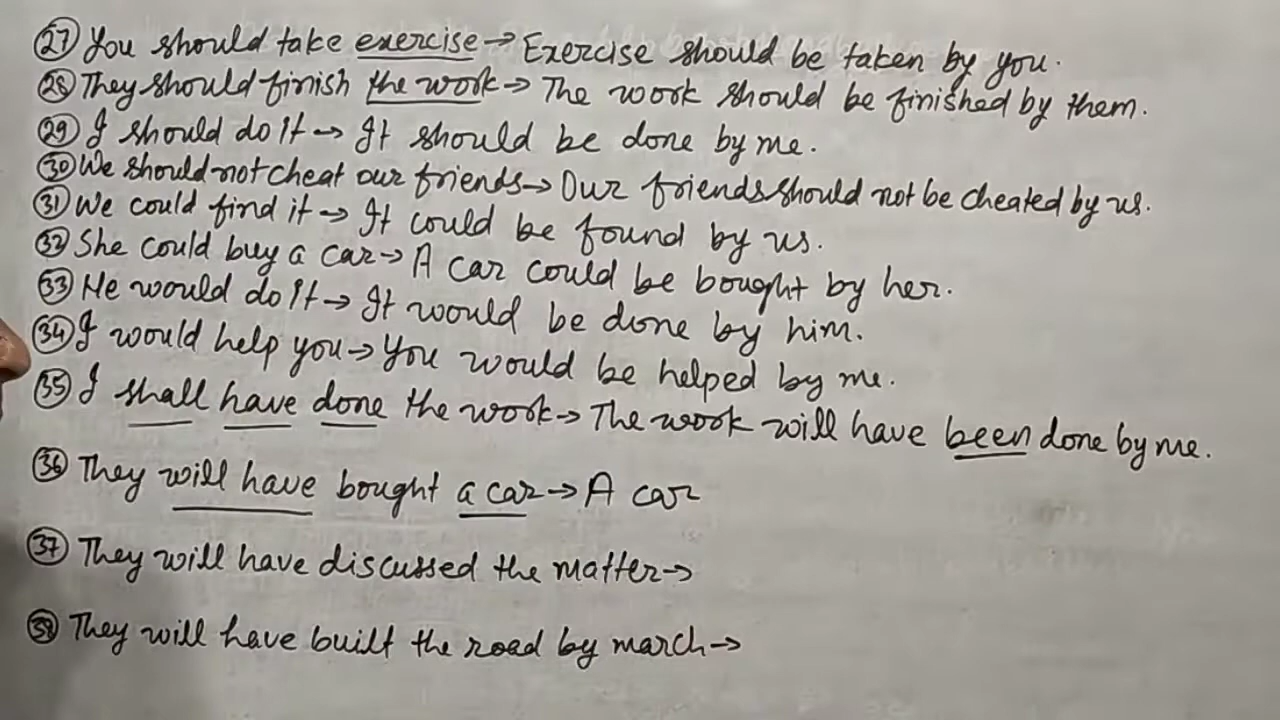 27 You should take exercise → Exercise should be taken by you.
28 They should finish the work → The work should be finished by them.
29 I should do it → It should be done by me.
30 We should not cheat our friends → Our friends should not be cheated by us.
31 We could find it → It could be found by us.
32 She could buy a car → A car could be bought by her.
33 He would do it → It would be done by him.
34 I would help you → You would be helped by me.
35 I shall have done the work → The work will have been done by me.
36 They will have bought a car → A car
37 They will have discussed the matter →
38 They will have built the road by march →